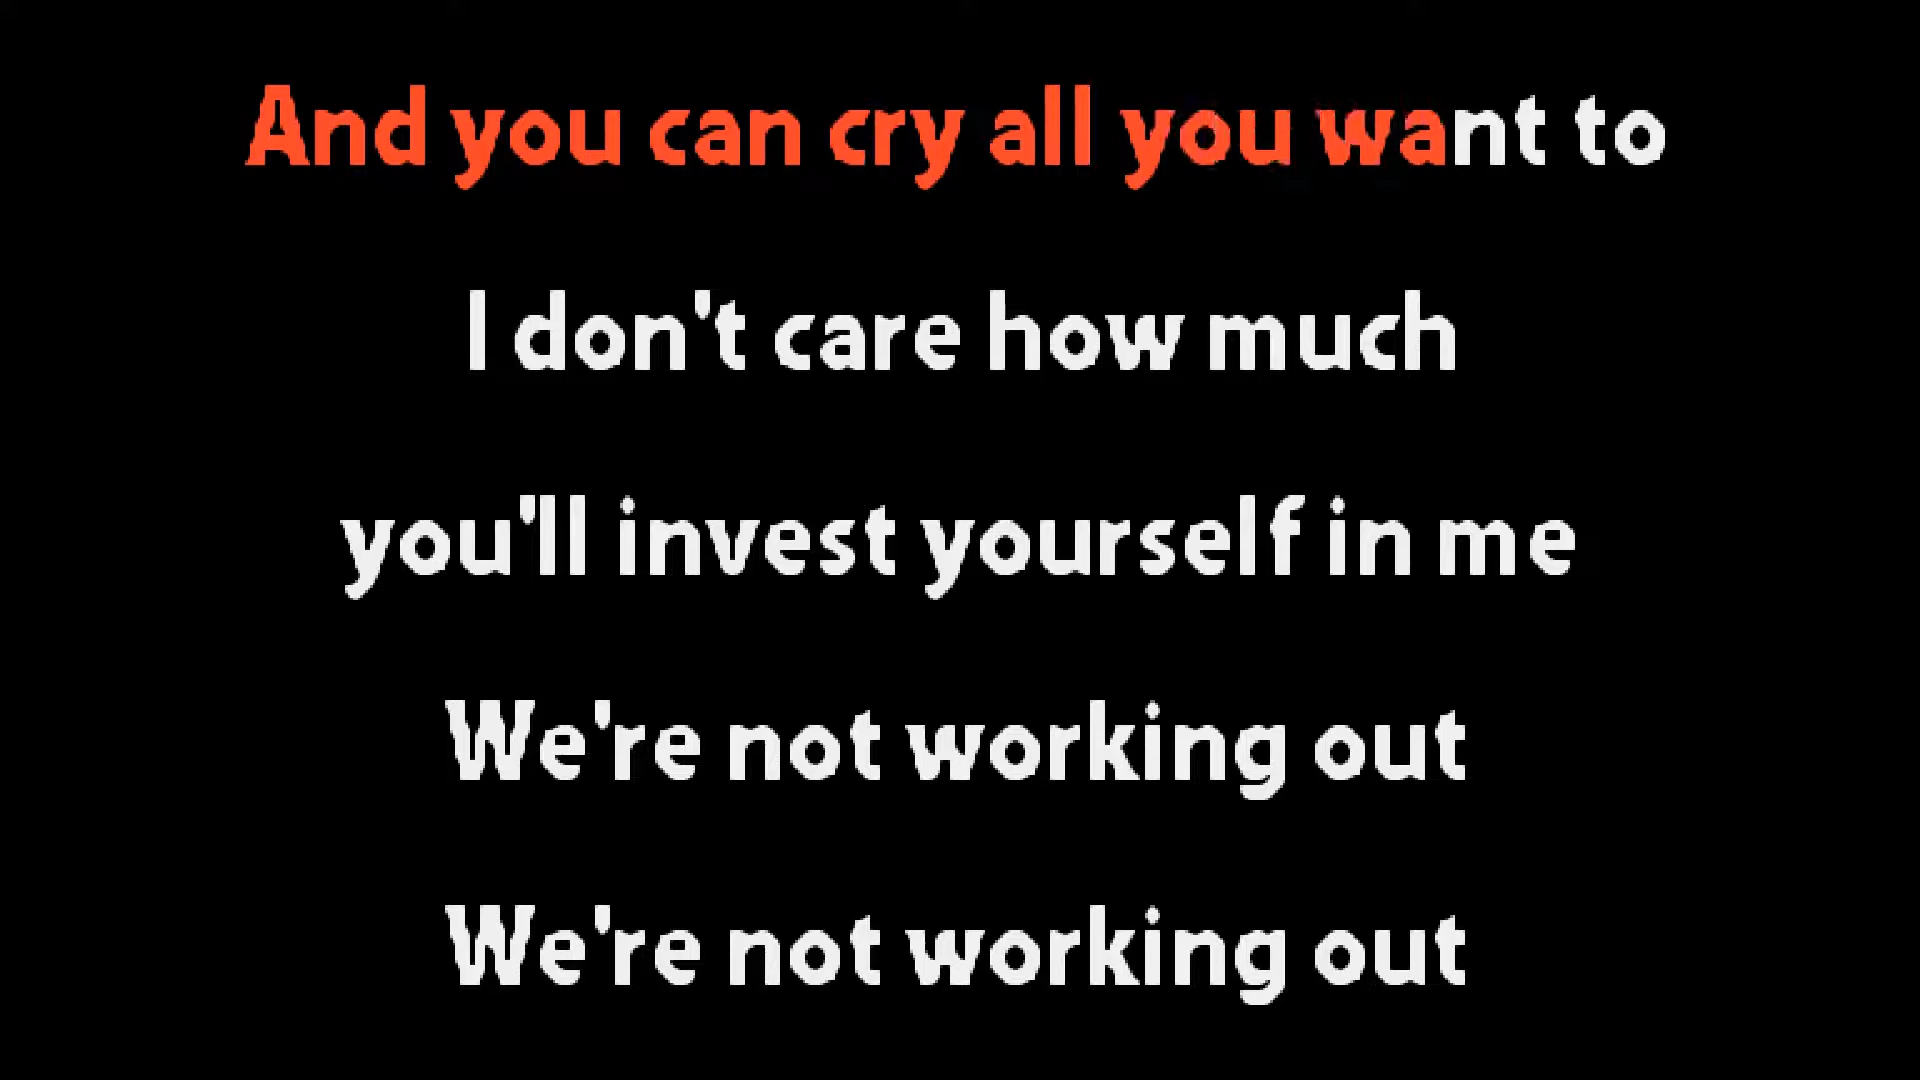 And you can cry all you want to
I don't care how much
you'll invest yourself in me
We're not working out
We're not working out